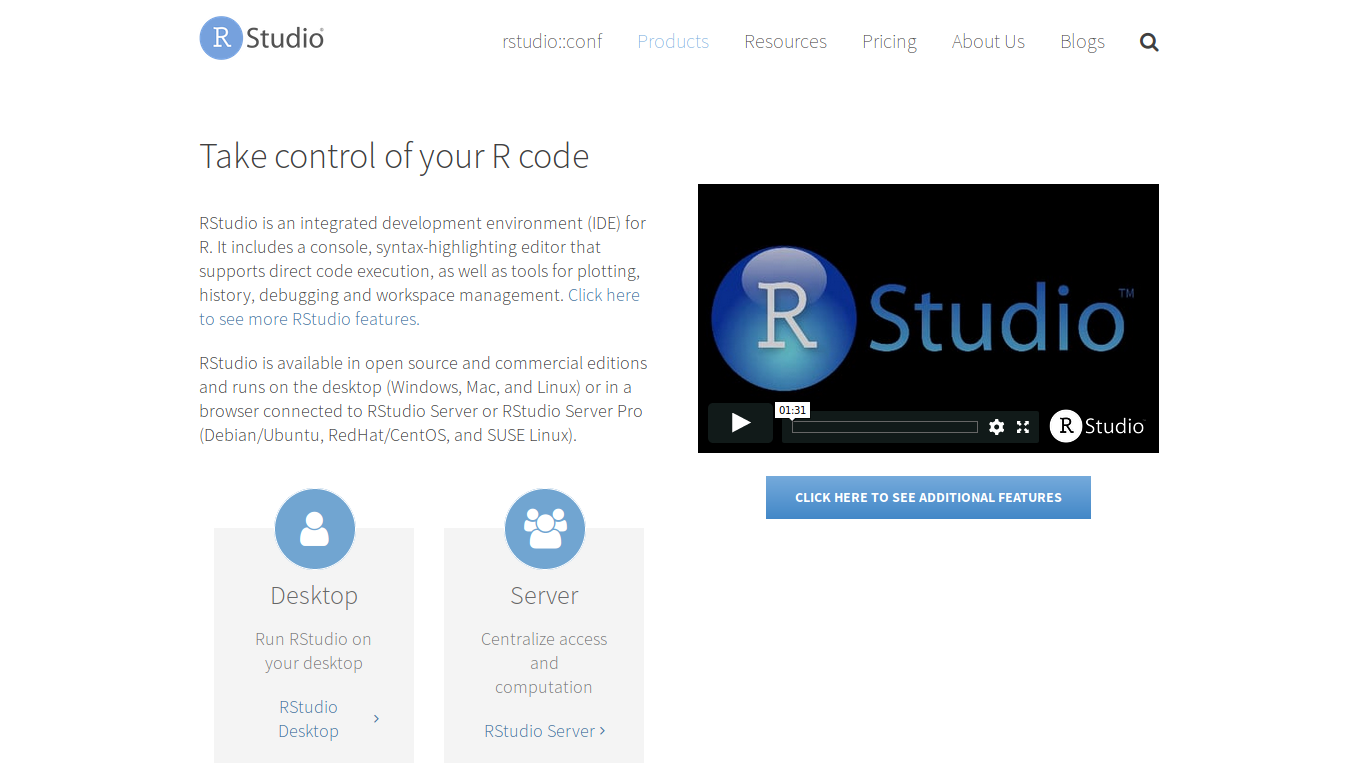 R Studio®
rstudio::conf
Products
Resources
Pricing
About Us
Blogs
Take control of your R code
RStudio is an integrated development environment (IDE) for
R. It includes a console, syntax-highlighting editor that
supports direct code execution, as well as tools for plotting,
history, debugging and workspace management. Click here
to see more RStudio features.
RStudio is available in open source and commercial editions
and runs on the desktop (Windows, Mac, and Linux) or in a
browser connected to RStudio Server or RStudio Server Pro
(Debian/Ubuntu, RedHat/CentOS, and SUSE Linux).
R Studio™
01:31
R Studio
CLICK HERE TO SEE ADDITIONAL FEATURES
Desktop
Run RStudio on
your desktop
RStudio
Desktop
Server
Centralize access
and
computation
RStudio Server